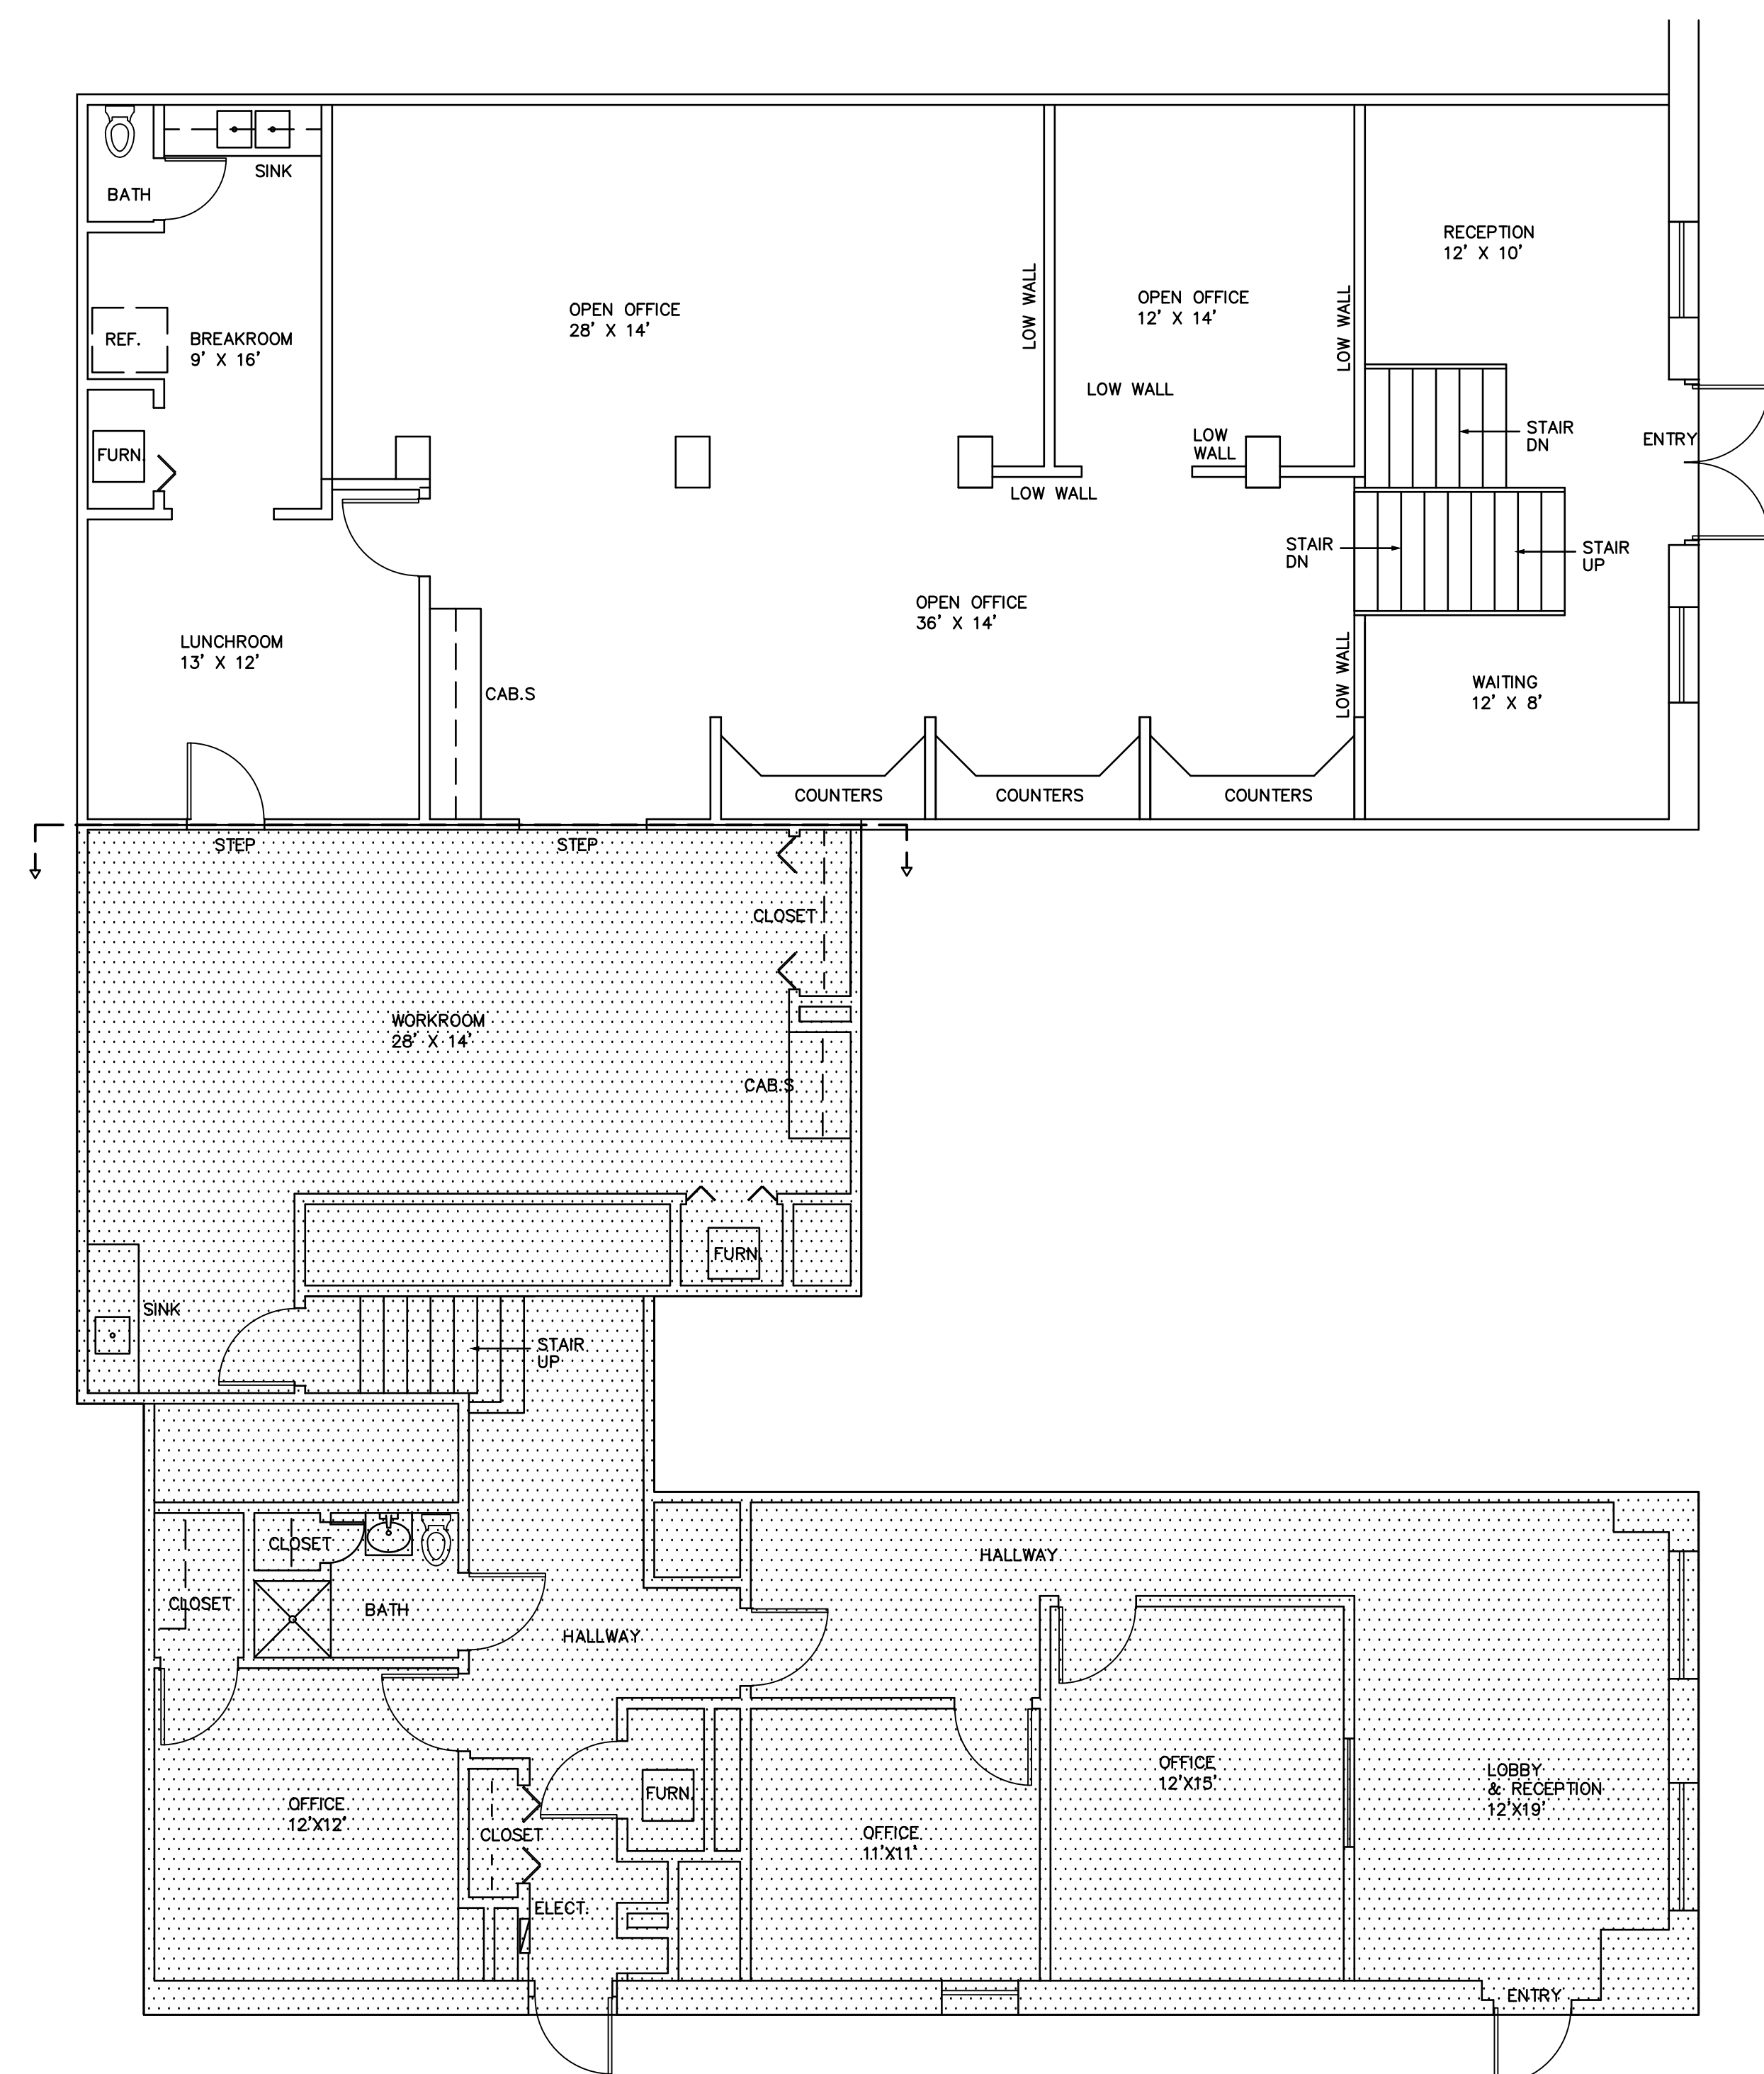 SINK
BATH
RECEPTION
12' X 10'
OPEN OFFICE
28' X 14'
LOW WALL
OPEN OFFICE
12' X 14'
LOW WALL
REF.
BREAKROOM
9' X 16'
LOW WALL
FURN.
LOW
WALL
STAIR
DN
ENTRY
LOW WALL
STAIR
DN
STAIR
UP
OPEN OFFICE
36' X 14'
LUNCHROOM
13' X 12'
LOW WALL
CAB.S
WAITING
12' X 8'
COUNTERS
COUNTERS
COUNTERS
STEP
STEP
CLOSET
WORKROOM
28' X 14'
CAB.S
FURN.
SINK
STAIR
UP
CLOSET
HALLWAY
CLOSET
BATH
HALLWAY
OFFICE
12'X15'
LOBBY
& RECEPTION
12'X19'
FURN.
OFFICE
12'X12'
CLOSET
OFFICE
11'X11'
ELECT.
ENTRY